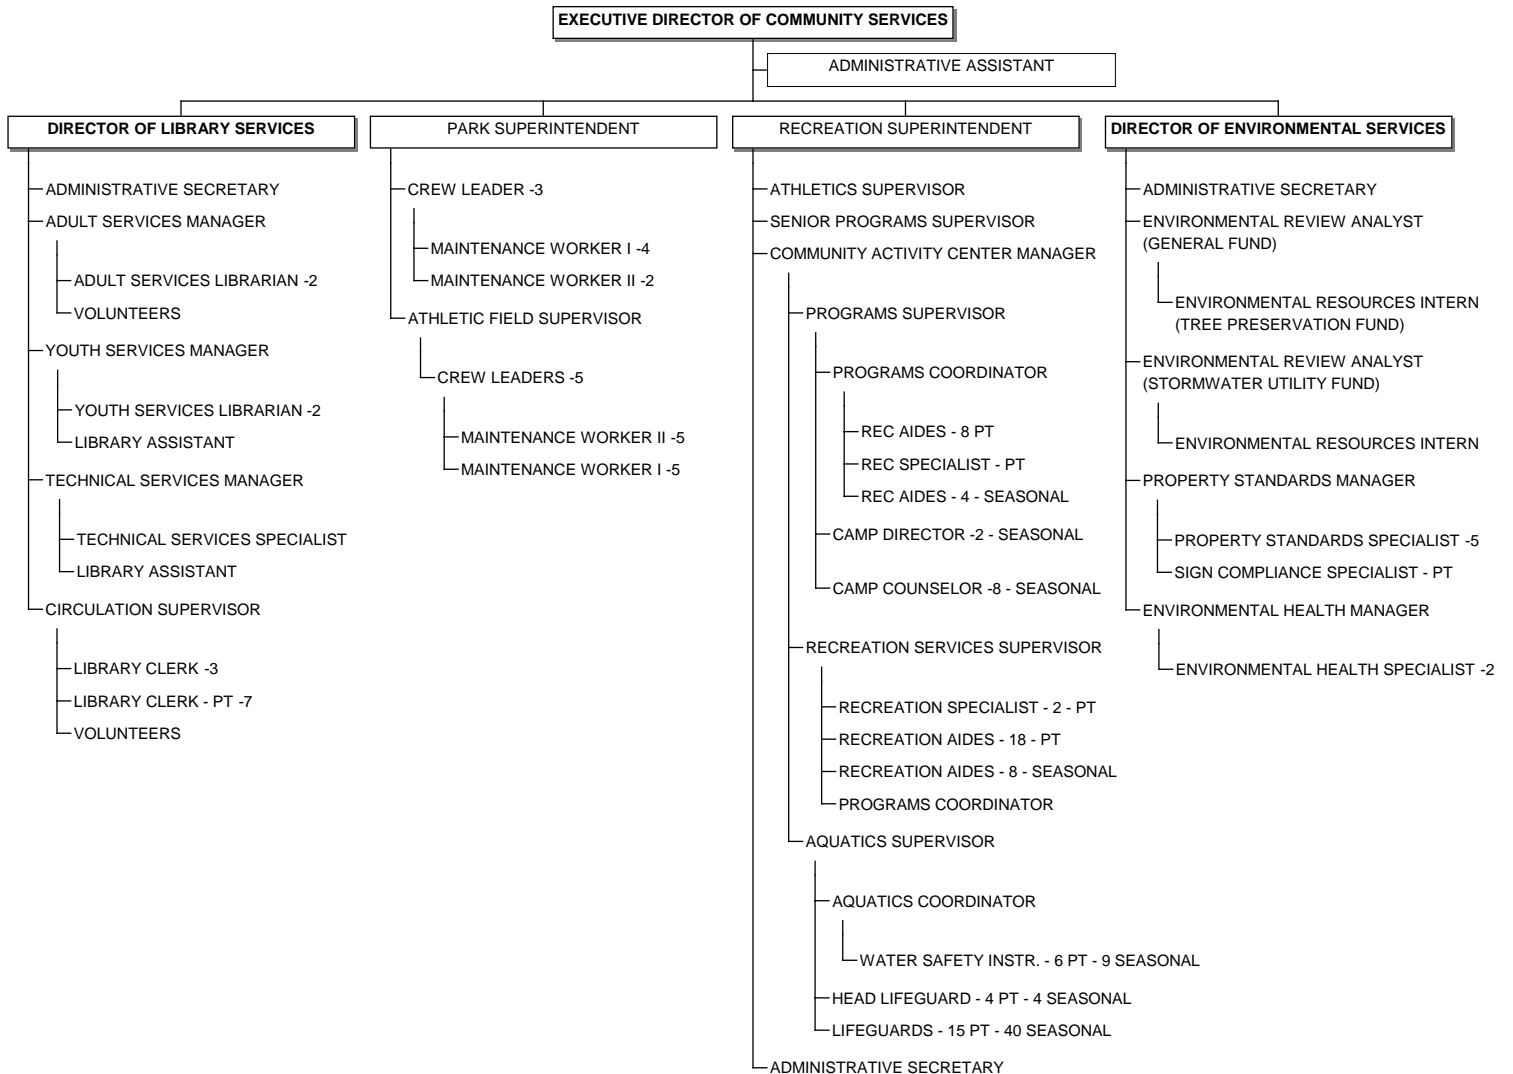 EXECUTIVE DIRECTOR OF COMMUNITY SERVICES
ADMINISTRATIVE ASSISTANT
DIRECTOR OF LIBRARY SERVICES
ADMINISTRATIVE SECRETARY
ADULT SERVICES MANAGER
ADULT SERVICES LIBRARIAN -2
VOLUNTEERS
YOUTH SERVICES MANAGER
YOUTH SERVICES LIBRARIAN -2
LIBRARY ASSISTANT
TECHNICAL SERVICES MANAGER
TECHNICAL SERVICES SPECIALIST
LIBRARY ASSISTANT
CIRCULATION SUPERVISOR
LIBRARY CLERK -3
LIBRARY CLERK - PT -7
VOLUNTEERS
PARK SUPERINTENDENT
CREW LEADER -3
MAINTENANCE WORKER I -4
MAINTENANCE WORKER II -2
ATHLETIC FIELD SUPERVISOR
CREW LEADERS -5
MAINTENANCE WORKER II -5
MAINTENANCE WORKER I -5
RECREATION SUPERINTENDENT
ATHLETICS SUPERVISOR
SENIOR PROGRAMS SUPERVISOR
COMMUNITY ACTIVITY CENTER MANAGER
PROGRAMS SUPERVISOR
PROGRAMS COORDINATOR
REC AIDES - 8 PT
REC SPECIALIST - PT
REC AIDES - 4 - SEASONAL
CAMP DIRECTOR -2 - SEASONAL
CAMP COUNSELOR -8 - SEASONAL
RECREATION SERVICES SUPERVISOR
RECREATION SPECIALIST - 2 - PT
RECREATION AIDES - 18 - PT
RECREATION AIDES - 8 - SEASONAL
PROGRAMS COORDINATOR
AQUATICS SUPERVISOR
AQUATICS COORDINATOR
WATER SAFETY INSTR. - 6 PT - 9 SEASONAL
HEAD LIFEGUARD - 4 PT - 4 SEASONAL
LIFEGUARDS - 15 PT - 40 SEASONAL
ADMINISTRATIVE SECRETARY
DIRECTOR OF ENVIRONMENTAL SERVICES
ADMINISTRATIVE SECRETARY
ENVIRONMENTAL REVIEW ANALYST
(GENERAL FUND)
ENVIRONMENTAL RESOURCES INTERN
(TREE PRESERVATION FUND)
ENVIRONMENTAL REVIEW ANALYST
(STORMWATER UTILITY FUND)
ENVIRONMENTAL RESOURCES INTERN
PROPERTY STANDARDS MANAGER
PROPERTY STANDARDS SPECIALIST -5
SIGN COMPLIANCE SPECIALIST - PT
ENVIRONMENTAL HEALTH MANAGER
ENVIRONMENTAL HEALTH SPECIALIST -2